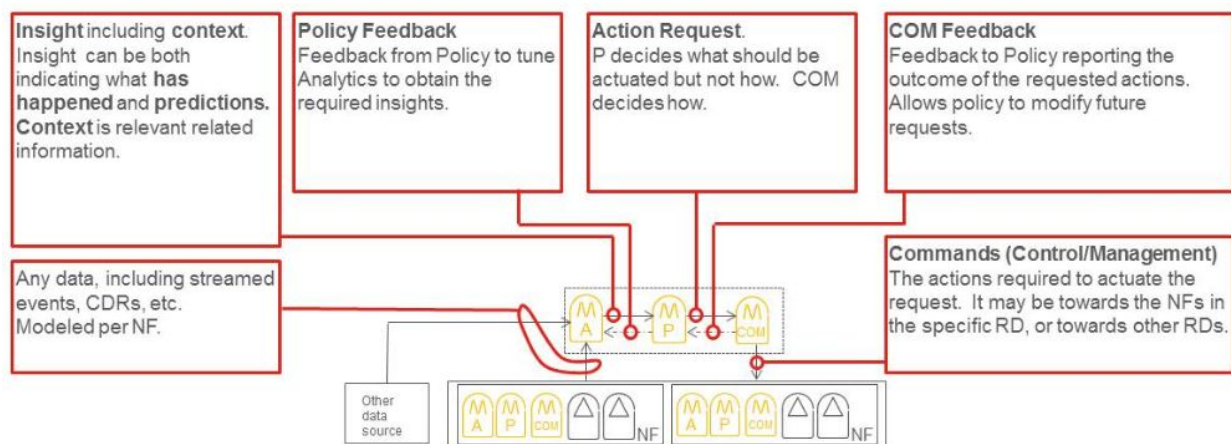 Insight including context.
Insight can be both
indicating what has
happened and predictions.
Context is relevant related
information.
Policy Feedback
Feedback from Policy to tune
Analytics to obtain the
required insights.
Action Request.
P decides what should be
actuated but not how. COM
decides how.
COM Feedback
Feedback to Policy reporting the
outcome of the requested actions.
Allows policy to modify future
requests.
Any data, including streamed
events, CDRs, etc.
Modeled per NF.
Commands (Control/Management)
The actions required to actuate the
request. It may be towards the NFs in
the specific RD, or towards other RDs.
M M M
A P COM
Other
data
source
M M M
A P COM
NF
M M M
A P COM
NF